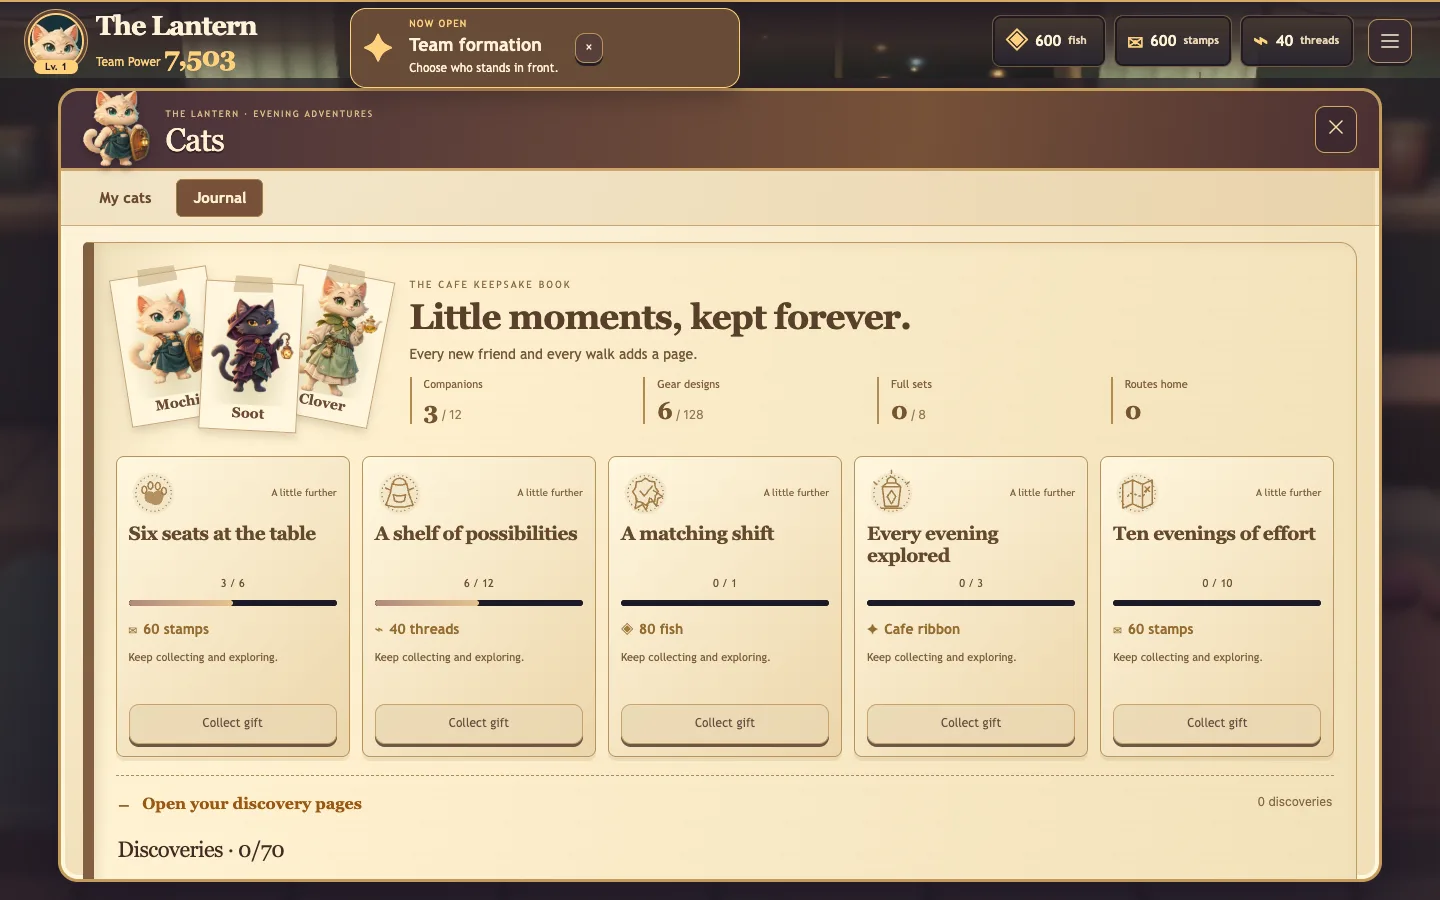 The Lantern
Lv. 1
Team Power 7,503
NOW OPEN
Team formation
Choose who stands in front.
×
600 fish
600 stamps
40 threads
THE LANTERN · EVENING ADVENTURES
Cats
My cats
Journal
Mochi
Soot
Clover
THE CAFE KEEPSAKE BOOK
Little moments, kept forever.
Every new friend and every walk adds a page.
Companions
3 / 12
Gear designs
6 / 128
Full sets
0 / 8
Routes home
0
A little further
Six seats at the table
3 / 6
60 stamps
Keep collecting and exploring.
Collect gift
A little further
A shelf of possibilities
6 / 12
40 threads
Keep collecting and exploring.
Collect gift
A little further
A matching shift
0 / 1
80 fish
Keep collecting and exploring.
Collect gift
A little further
Every evening
explored
0 / 3
Cafe ribbon
Keep collecting and exploring.
Collect gift
A little further
Ten evenings of effort
0 / 10
60 stamps
Keep collecting and exploring.
Collect gift
– Open your discovery pages
0 discoveries
Discoveries · 0/70